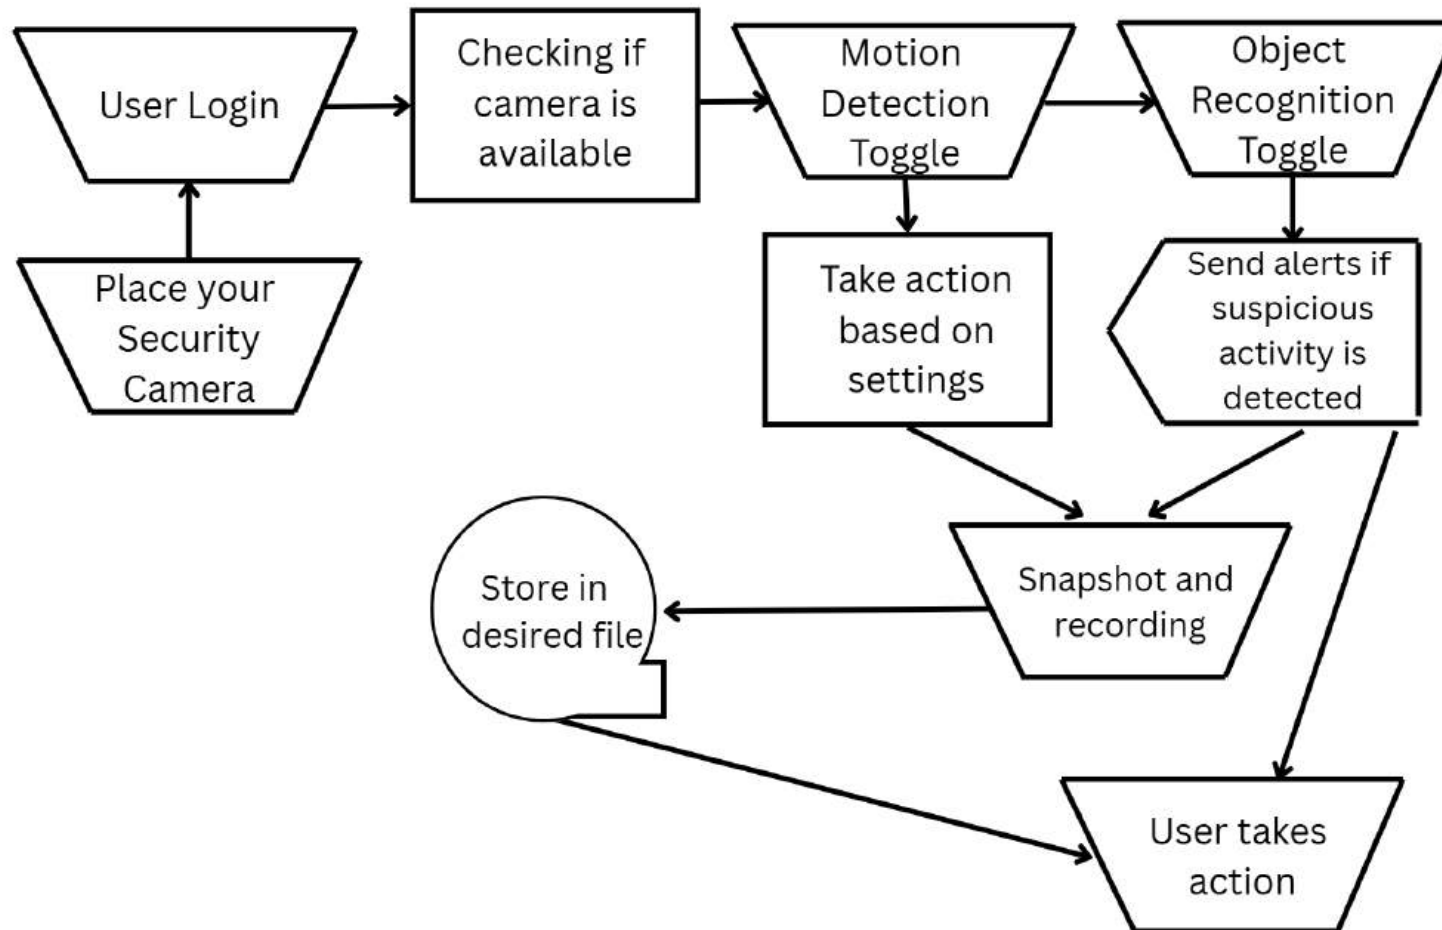 User Login
Checking if
camera is
available
Motion
Detection
Toggle
Object
Recognition
Toggle
Place your
Security
Camera
Take action
based on
settings
Send alerts if
suspicious
activity is
detected
Store in
desired file
Snapshot and
recording
User takes
action